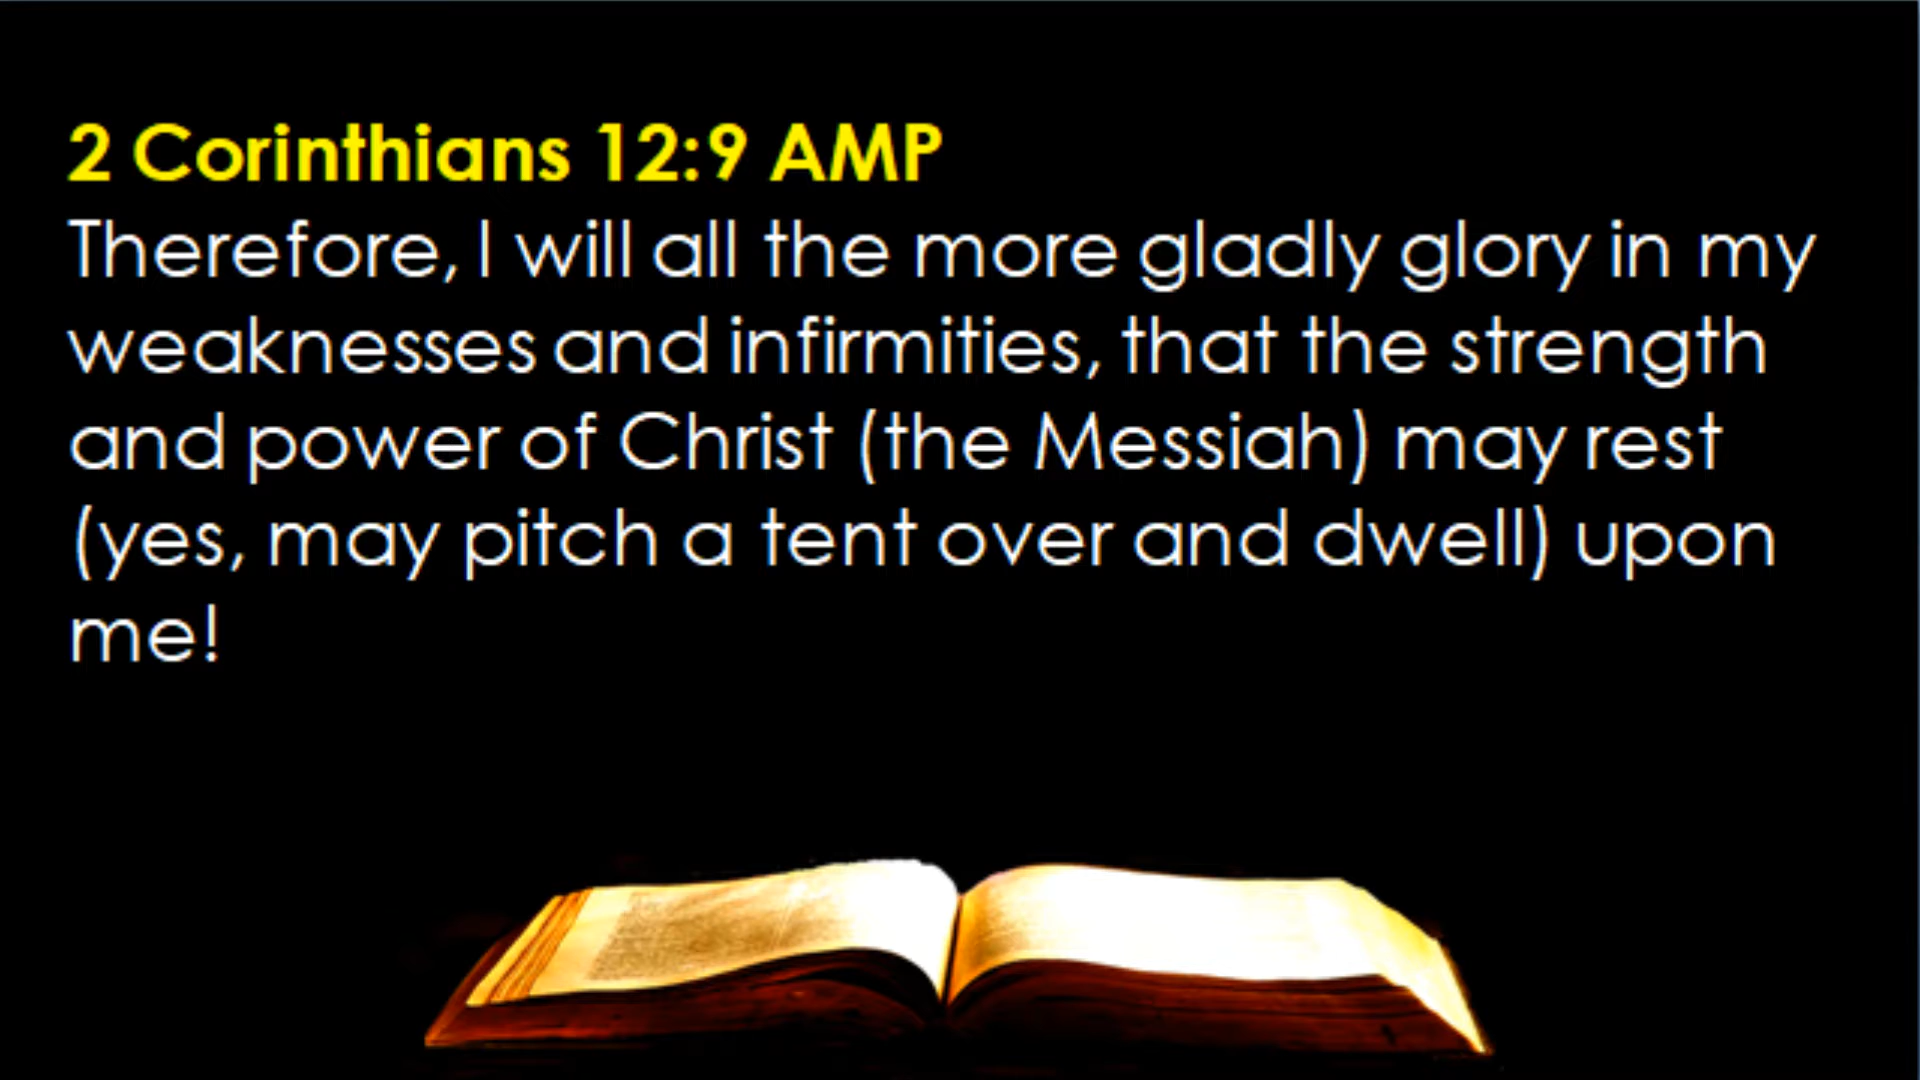 2 Corinthians 12:9 AMP
Therefore, I will all the more gladly glory in my
weaknesses and infirmities, that the strength
and power of Christ (the Messiah) may rest
(yes, may pitch a tent over and dwell) upon
me!